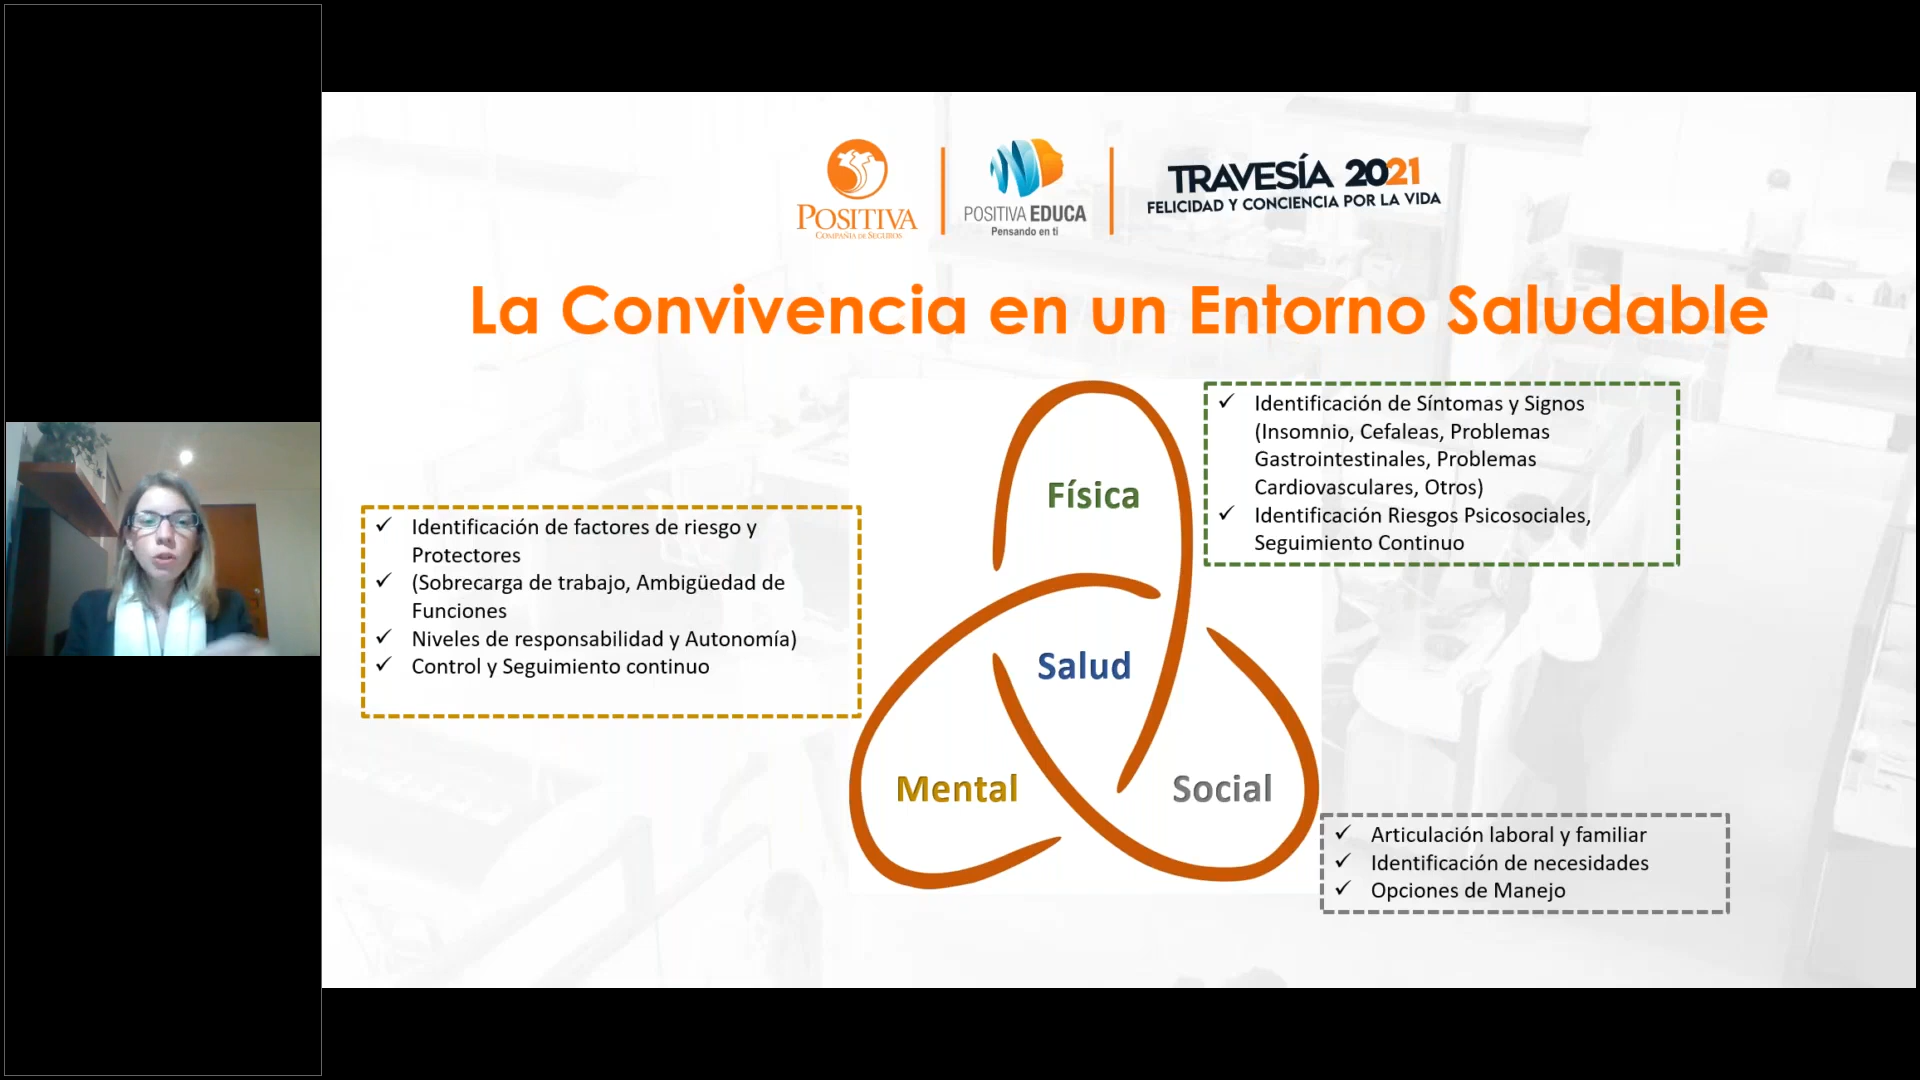 POSITIVA
COMPAÑÍA DE SEGUROS
POSITIVA EDUCA
Pensando en ti
TRAVESÍA 2021
FELICIDAD Y CONCIENCIA POR LA VIDA
La Convivencia en un Entorno Saludable
✓ Identificación de Síntomas y Signos
(Insomnio, Cefaleas, Problemas
Gastrointestinales, Problemas
Cardiovasculares, Otros)
✓ Identificación Riesgos Psicosociales,
Seguimiento Continuo
Física
✓ Identificación de factores de riesgo y
Protectores
✓ (Sobrecarga de trabajo, Ambigüedad de
Funciones
✓ Niveles de responsabilidad y Autonomía)
✓ Control y Seguimiento continuo
Salud
Mental
Social
✓ Articulación laboral y familiar
✓ Identificación de necesidades
✓ Opciones de Manejo